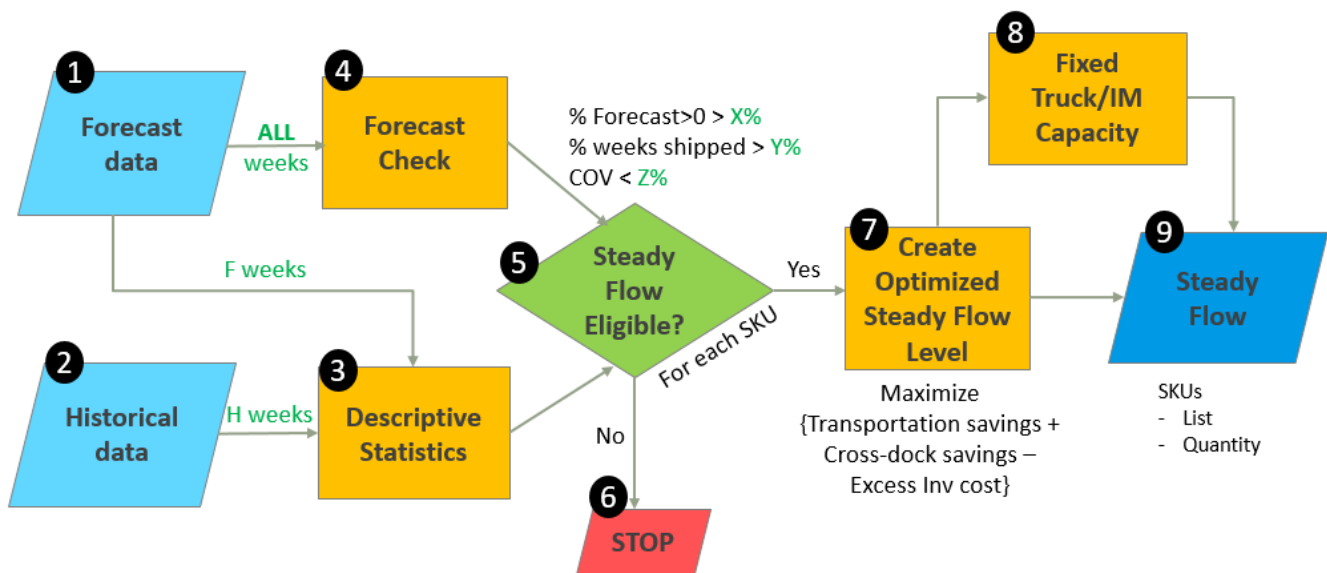 1
Forecast
data
ALL
weeks
4
Forecast
Check
% Forecast>0 > X%
% weeks shipped > Y%
COV < Z%
8
Fixed
Truck/IM
Capacity
F weeks
5
Steady
Flow
Eligible?
Yes
For each SKU
7
Create
Optimized
Steady Flow
Level
9
Steady
Flow
2
Historical
data
H weeks
3
Descriptive
Statistics
No
6
STOP
Maximize
{Transportation savings +
Cross-dock savings –
Excess Inv cost}
SKUs
- List
- Quantity